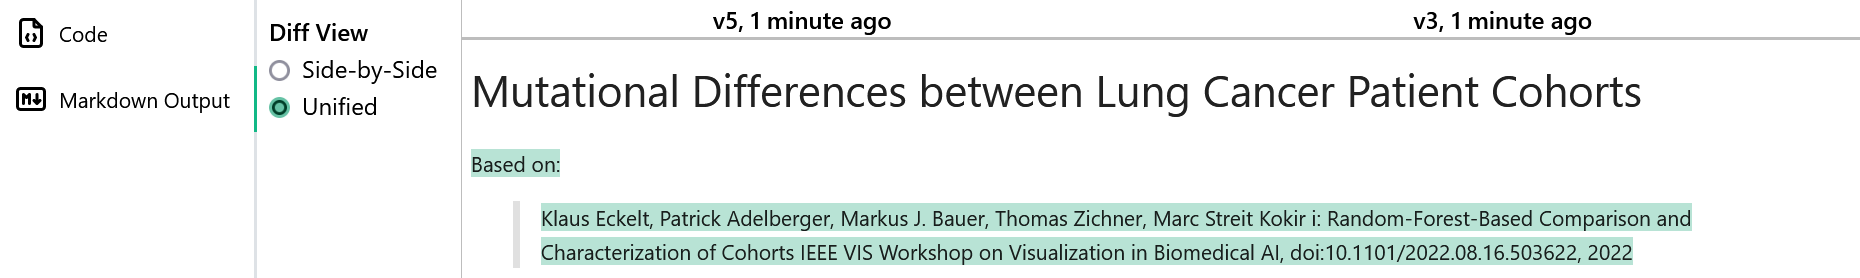 Code
Markdown Output
Diff View
Side-by-Side
Unified
v5, 1 minute ago
v3, 1 minute ago
Mutational Differences between Lung Cancer Patient Cohorts
Based on:
Klaus Eckelt, Patrick Adelberger, Markus J. Bauer, Thomas Zichner, Marc Streit Kokir i: Random-Forest-Based Comparison and
Characterization of Cohorts IEEE VIS Workshop on Visualization in Biomedical AI, doi:10.1101/2022.08.16.503622, 2022